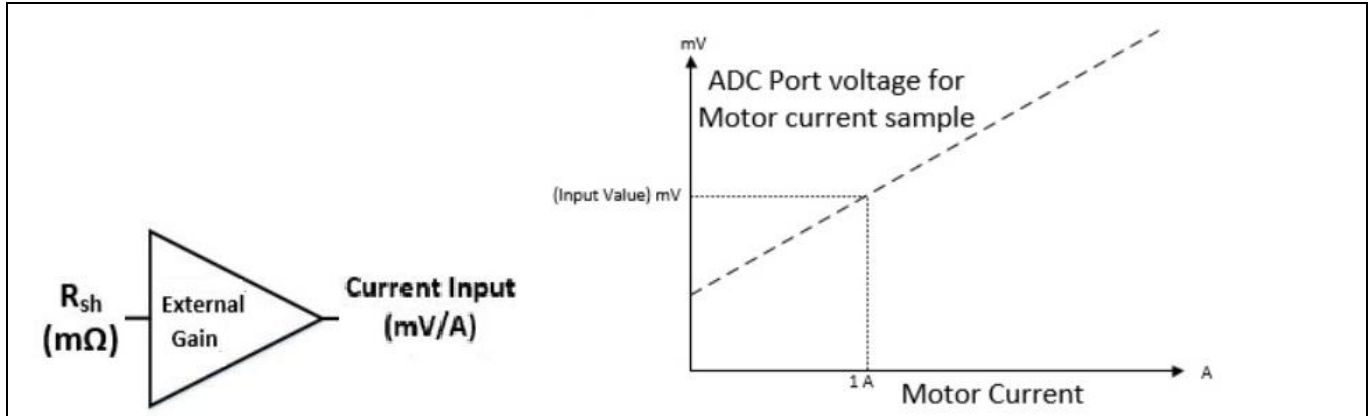 R_sh
(mΩ)
External
Gain
Current Input
(mV/A)
mV
ADC Port voltage for
Motor current sample
(Input Value) mV
1 A
Motor Current
A